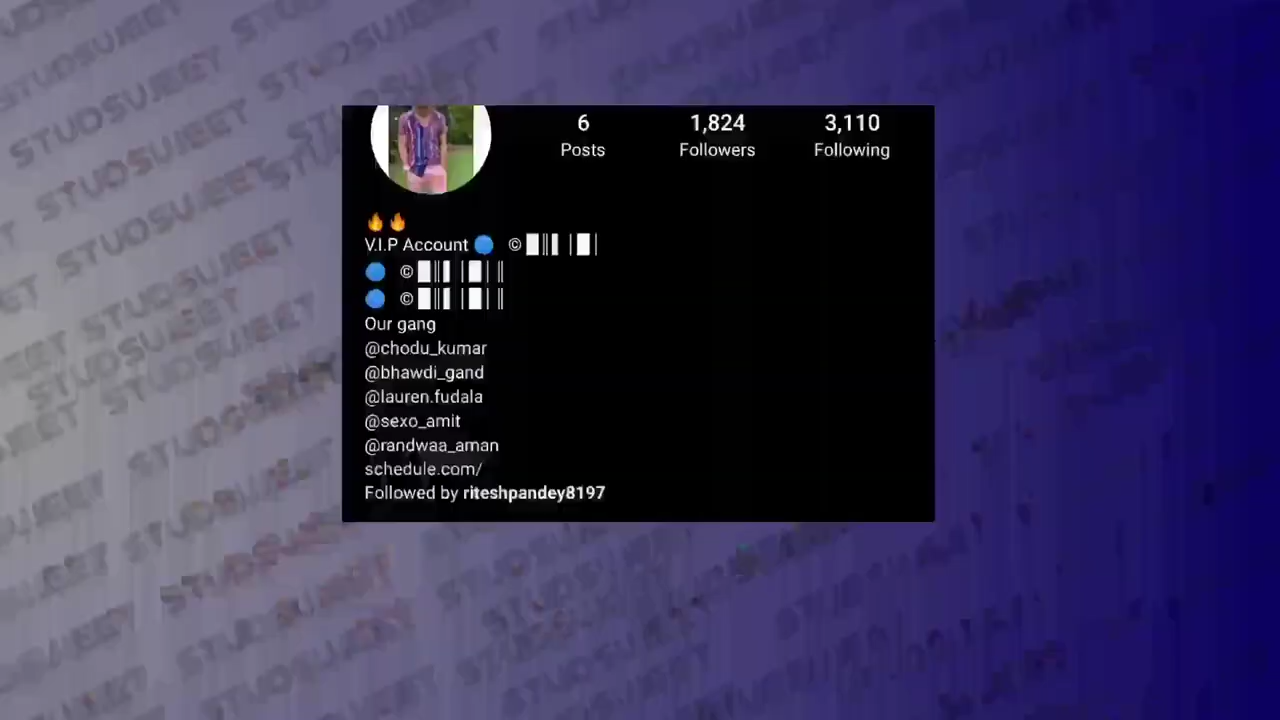 6 1,824 3,110
Posts Followers Following
🔥🔥
V.I.P Account 🔵 © █║▌│█│
🔵 © █║▌│█│║
🔵 © █║▌│█│║
Our gang
@chodu_kumar
@bhawdi_gand
@lauren.fudala
@sexo_amit
@randwaa_aman
schedule.com/
Followed by riteshpandey8197
STUDSUJEET